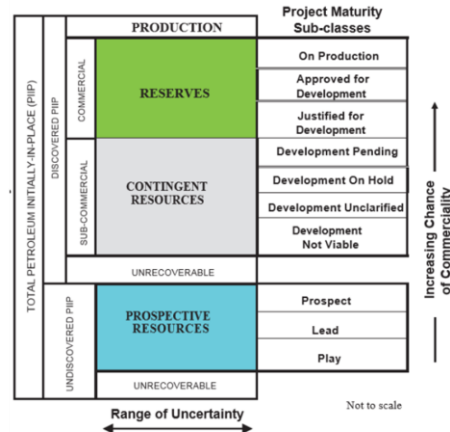 Project Maturity
Sub-classes
PRODUCTION
On Production
Approved for
Development
Justified for
Development
RESERVES
COMMERCIAL
Development Pending
Development On Hold
Development Unclarified
Development
Not Viable
CONTINGENT
RESOURCES
SUB-COMMERCIAL
DISCOVERED PIIP
UNRECOVERABLE
TOTAL PETROLEUM INITIALLY-IN-PLACE (PIIP)
Prospect
Lead
Play
PROSPECTIVE
RESOURCES
UNDISCOVERED PIIP
UNRECOVERABLE
Increasing Chance
of Commerciality
Not to scale
Range of Uncertainty